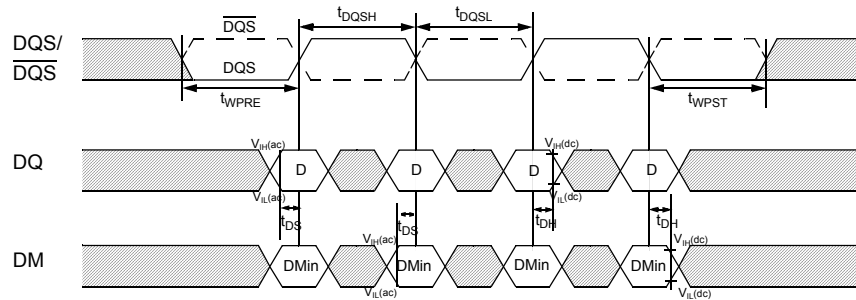 tDQSH tDQSL
DQS/
DQS
DQS
DQS
tWPRE tWPST
VIH(ac) VIH(dc)
DQ D D D D
VIL(ac) VIL(dc)
tDS tDS tDH tDH
VIH(ac) VIH(dc)
DM DMin DMin DMin DMin
VIL(ac) VIL(dc)